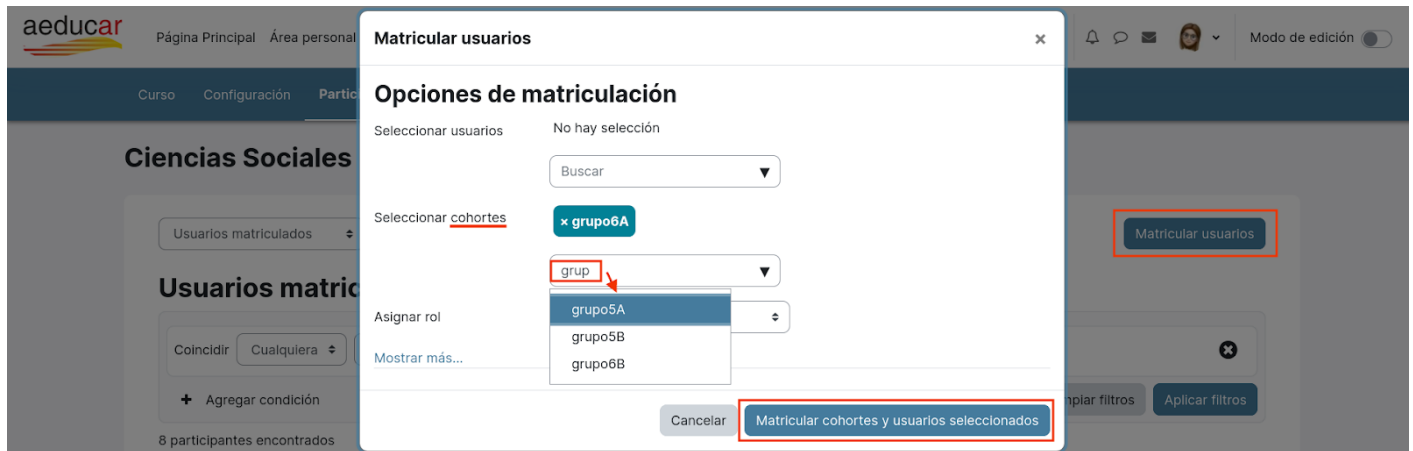 aeducar
Página Principal Área personal
Matricular usuarios ×
Modo de edición
Curso Configuración Partic
Opciones de matriculación
Seleccionar usuarios No hay selección
Ciencias Sociales
Buscar ▼
Seleccionar cohortes × grupo6A
Usuarios matriculados
Matricular usuarios
grup ▼
Usuarios matric
grupo5A
Asignar rol
grupo5B
Coincidir Cualquiera
Mostrar más...
grupo6B
+ Agregar condición
mpiar filtros Aplicar filtros
Cancelar Matricular cohortes y usuarios seleccionados
8 participantes encontrados